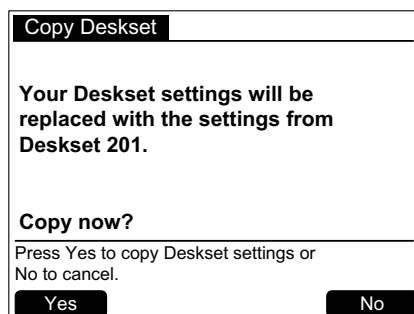 Copy Deskset
Your Deskset settings will be
replaced with the settings from
Deskset 201.
Copy now?
Press Yes to copy Deskset settings or
No to cancel.
Yes No